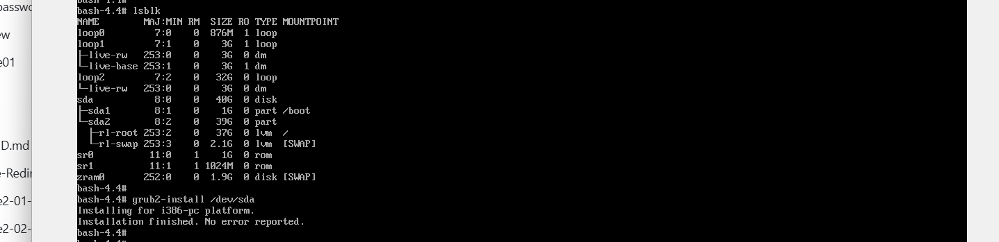 passwo
bash-4.4#
bash-4.4# lsblk
NAME MAJ:MIN RM SIZE RO TYPE MOUNTPOINT
ew
loop0 7:0 0 876M 1 loop
loop1 7:1 0 3G 1 loop
├─live-rw 253:0 0 3G 0 dm
e01
└─live-base 253:1 0 3G 1 dm
loop2 7:2 0 32G 0 loop
└─live-rw 253:0 0 3G 0 dm
sda 8:0 0 40G 0 disk
├─sda1 8:1 0 1G 0 part /boot
└─sda2 8:2 0 39G 0 part
├─rl-root 253:2 0 37G 0 lvm /
D.md
└─rl-swap 253:3 0 2.1G 0 lvm [SWAP]
sr0 11:0 1 1G 0 rom
sr1 11:1 1 1024M 0 rom
e-Redir
zram0 252:0 0 1.9G 0 disk [SWAP]
bash-4.4#
e2-01-
bash-4.4# grub2-install /dev/sda
Installing for i386-pc platform.
Installation finished. No error reported.
e2-02-
bash-4.4#